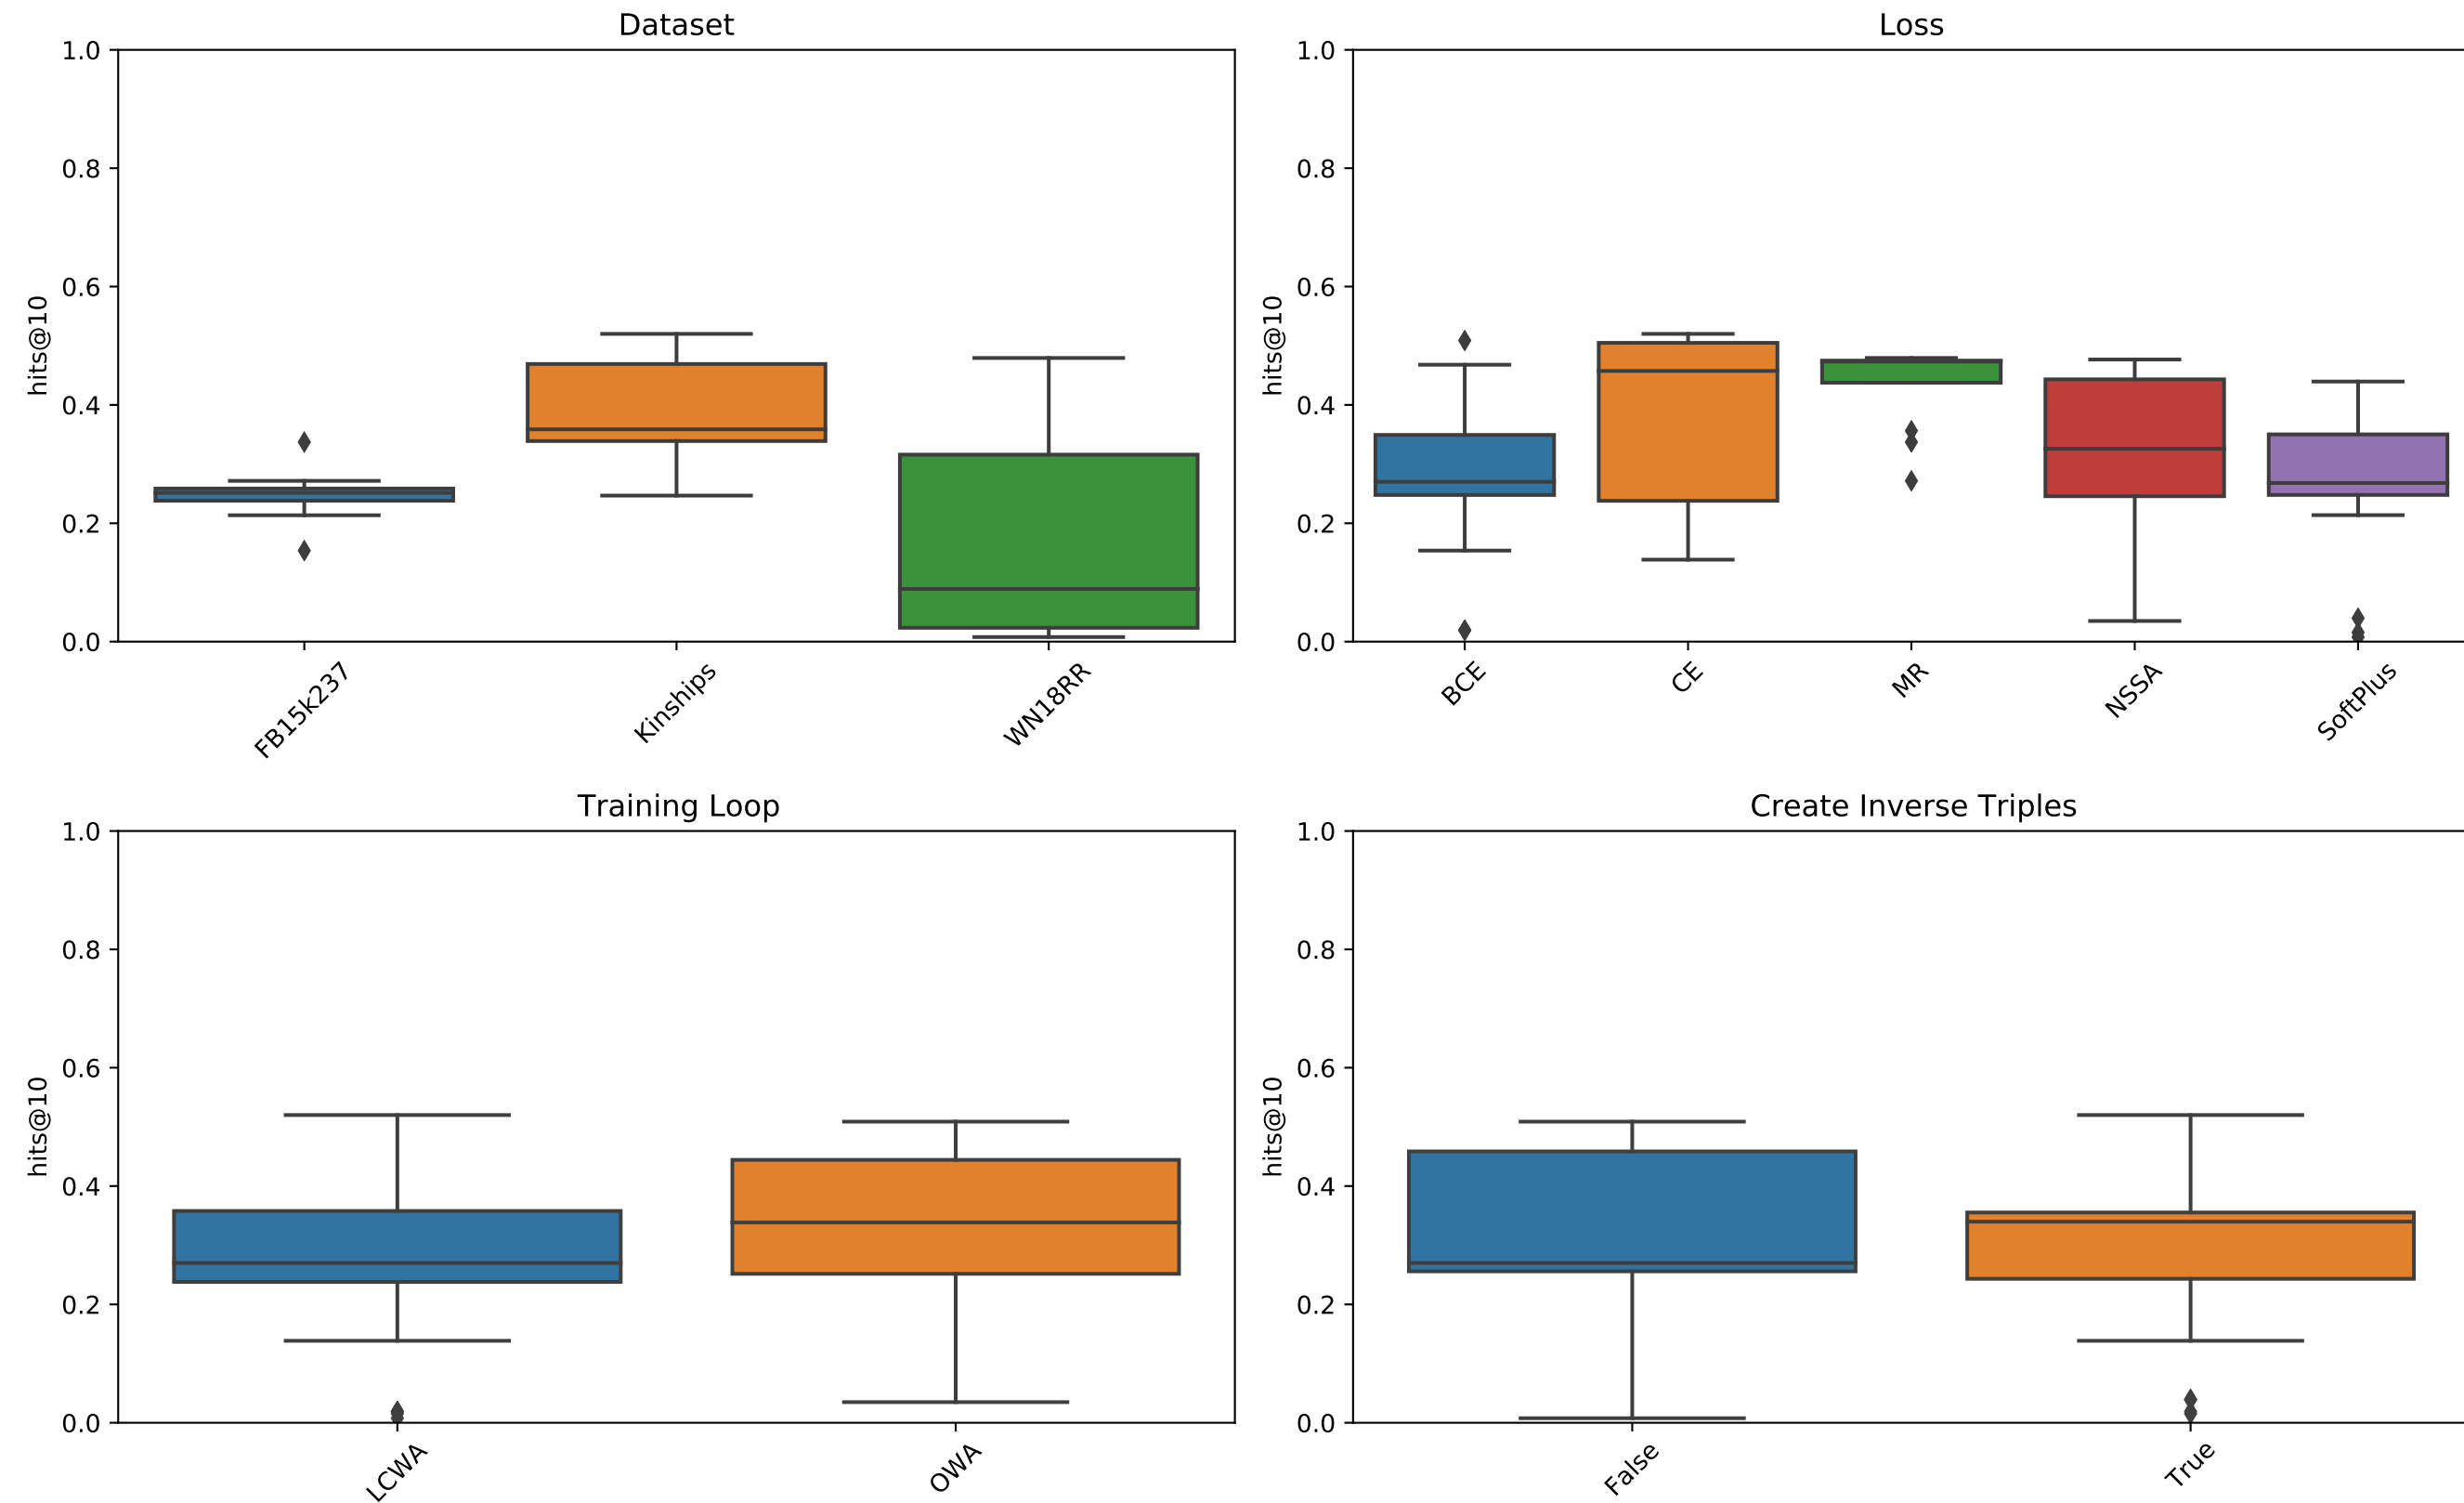 Dataset
hits@10
1.0
0.8
0.6
0.4
0.2
0.0
FB15k237
Kinships
WN18RR
Loss
hits@10
1.0
0.8
0.6
0.4
0.2
0.0
BCE
CE
MR
NSSA
SoftPlus
Training Loop
hits@10
1.0
0.8
0.6
0.4
0.2
0.0
LCWA
OWA
Create Inverse Triples
hits@10
1.0
0.8
0.6
0.4
0.2
0.0
False
True